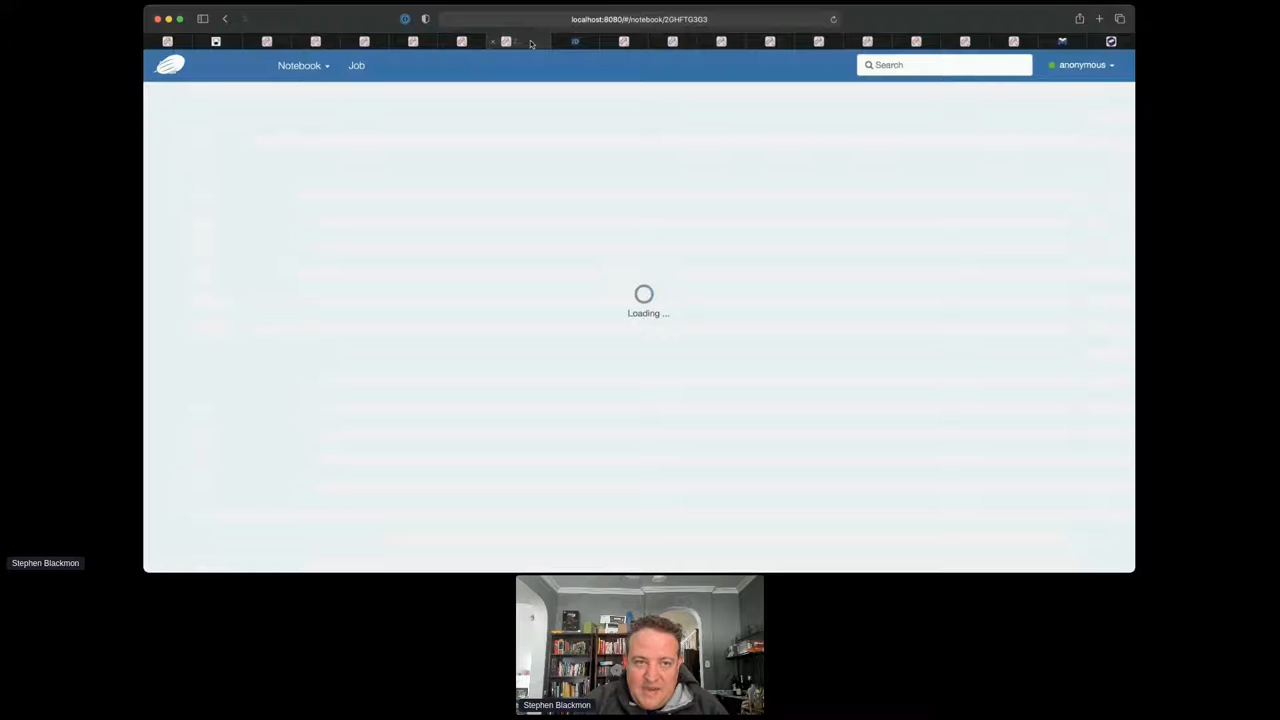 localhost:8080/#/notebook/2GHFTG3G3
Notebook Job Search anonymous
Loading ...
Stephen Blackmon
Stephen Blackmon